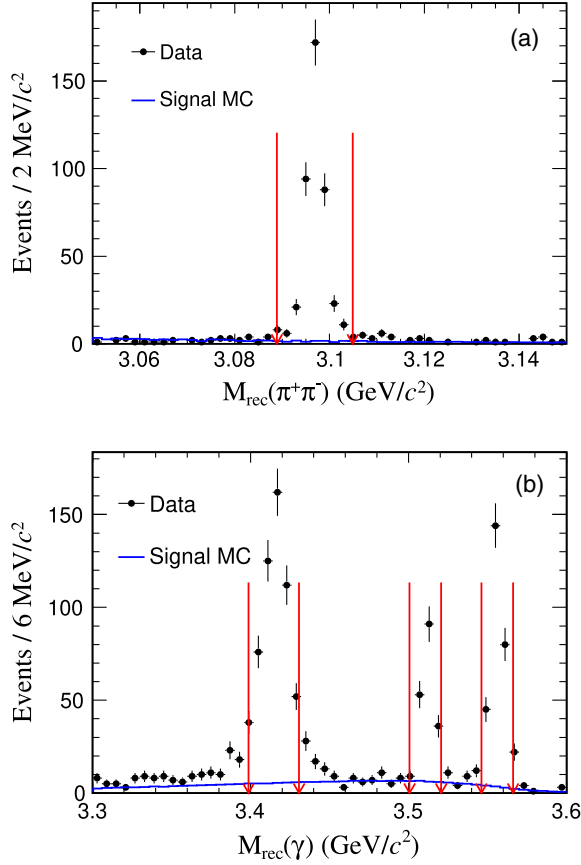 (a)
Data
Signal MC
Events / 2 MeV/c²
150
100
50
0
3.06 3.08 3.1 3.12 3.14
M_rec(π⁺π⁻) (GeV/c²)
(b)
Data
Signal MC
Events / 6 MeV/c²
150
100
50
0
3.3 3.4 3.5 3.6
M_rec(γ) (GeV/c²)